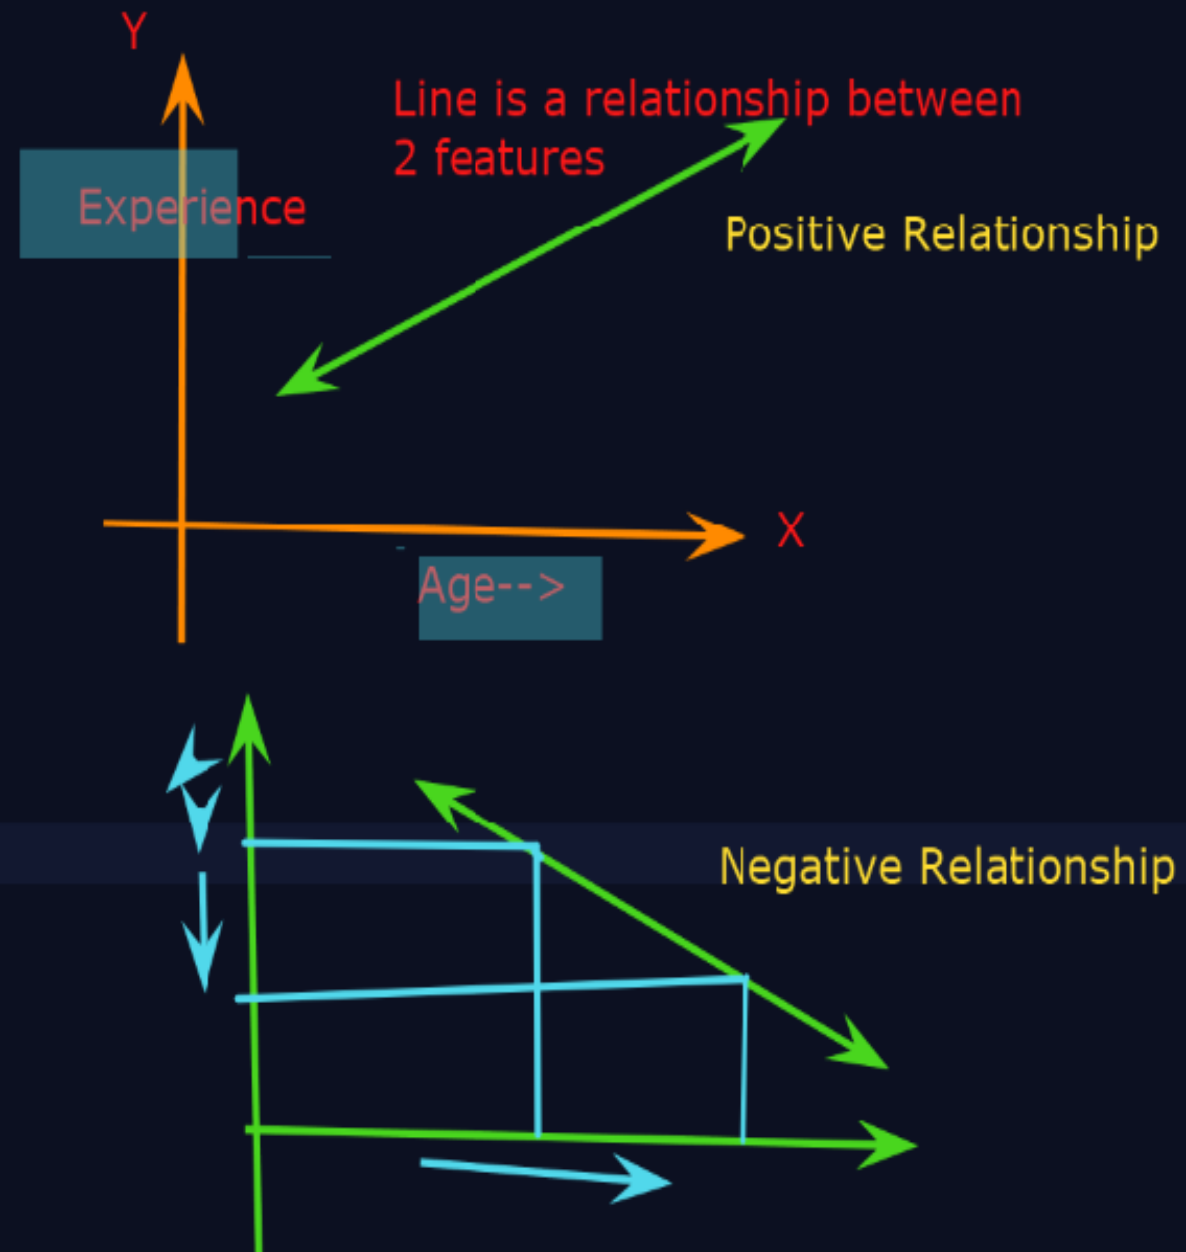 Y
Line is a relationship between
2 features
Experience
Positive Relationship
X
Age-->
Negative Relationship